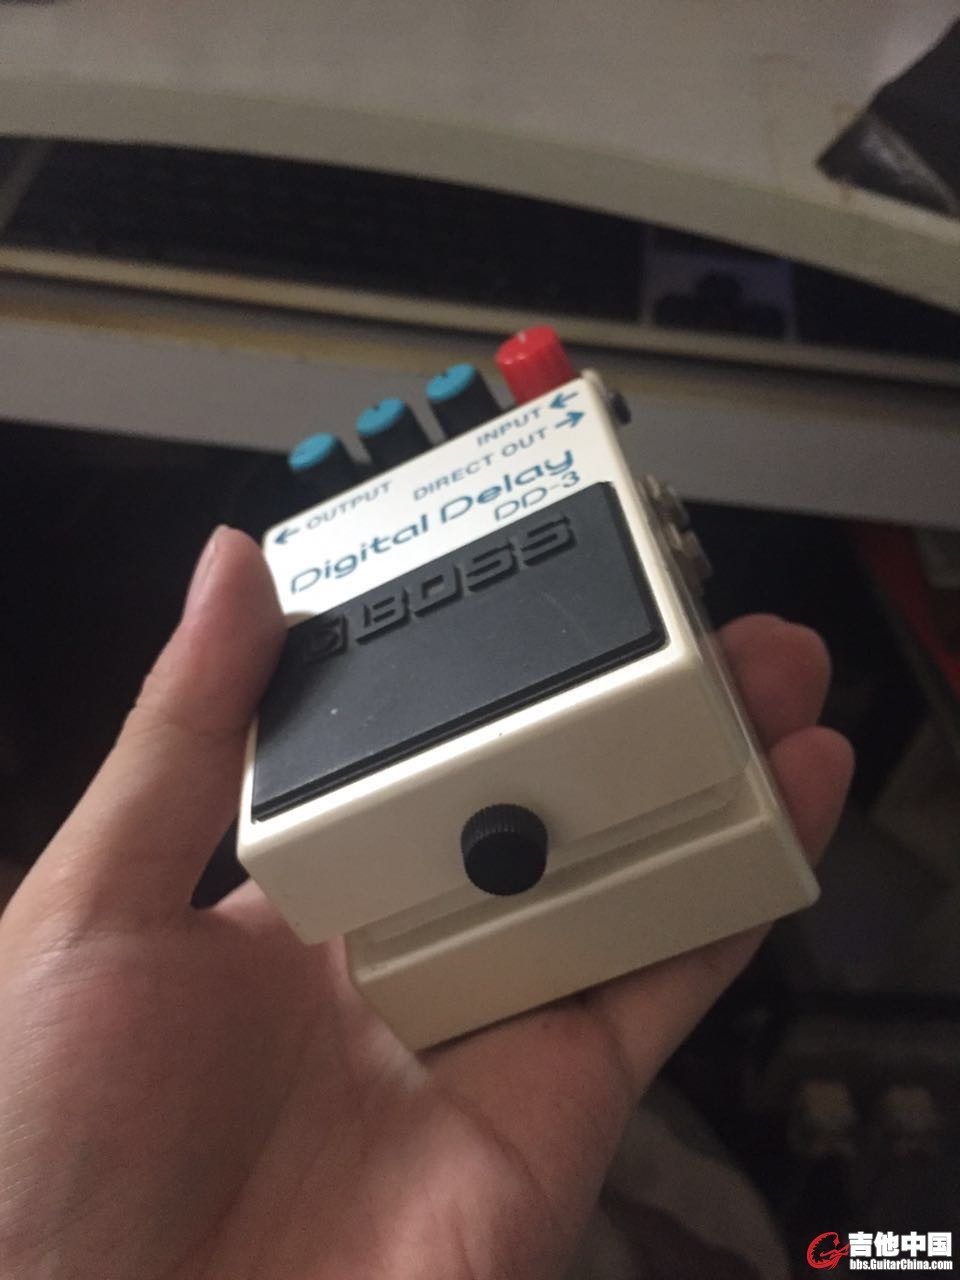 INPUT ←
← OUTPUT DIRECT OUT →
Digital Delay
DD-3
BOSS
吉他中国
bbs.GuitarChina.com